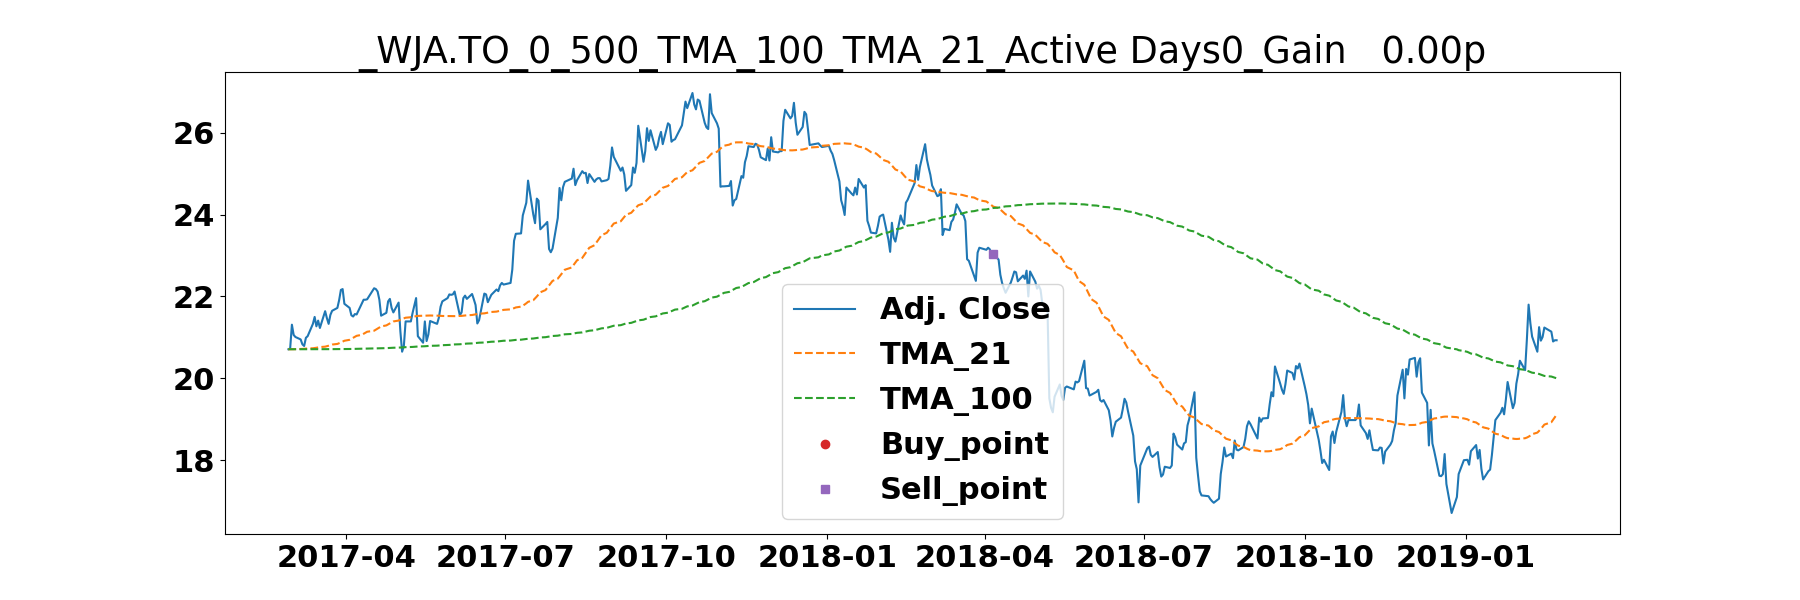 _WJA.TO_0_500_TMA_100_TMA_21_Active Days0_Gain   0.00p
26
24
22
20
18
Adj. Close
TMA_21
TMA_100
Buy_point
Sell_point
2017-04 2017-07 2017-10 2018-01 2018-04 2018-07 2018-10 2019-01